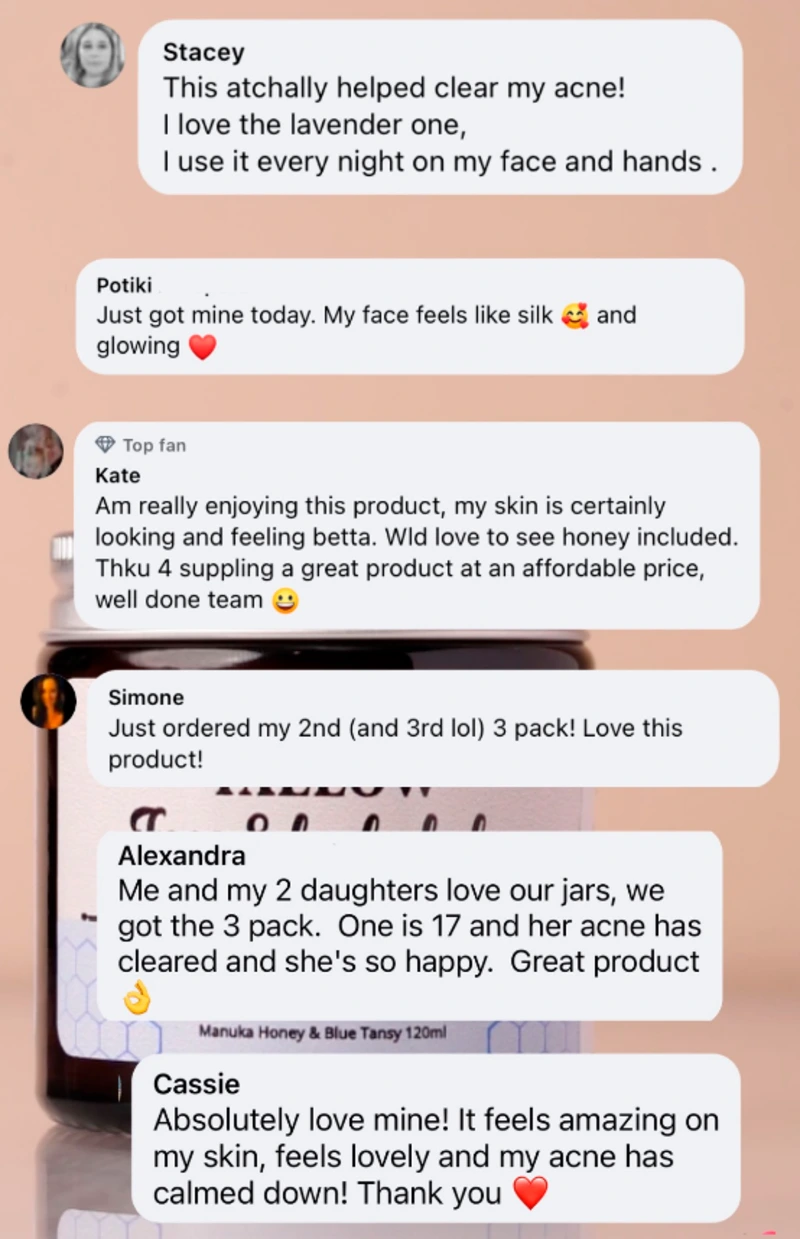 Stacey
This atchally helped clear my acne!
I love the lavender one,
I use it every night on my face and hands .
Potiki
Just got mine today. My face feels like silk 🥰 and
glowing ❤️
Top fan
Kate
Am really enjoying this product, my skin is certainly
looking and feeling betta. Wld love to see honey included.
Thku 4 suppling a great product at an affordable price,
well done team 😀
Simone
Just ordered my 2nd (and 3rd lol) 3 pack! Love this
product!
Alexandra
Me and my 2 daughters love our jars, we
got the 3 pack.  One is 17 and her acne has
cleared and she's so happy.  Great product
👌
Manuka Honey & Blue Tansy 120ml
Cassie
Absolutely love mine! It feels amazing on
my skin, feels lovely and my acne has
calmed down! Thank you ❤️